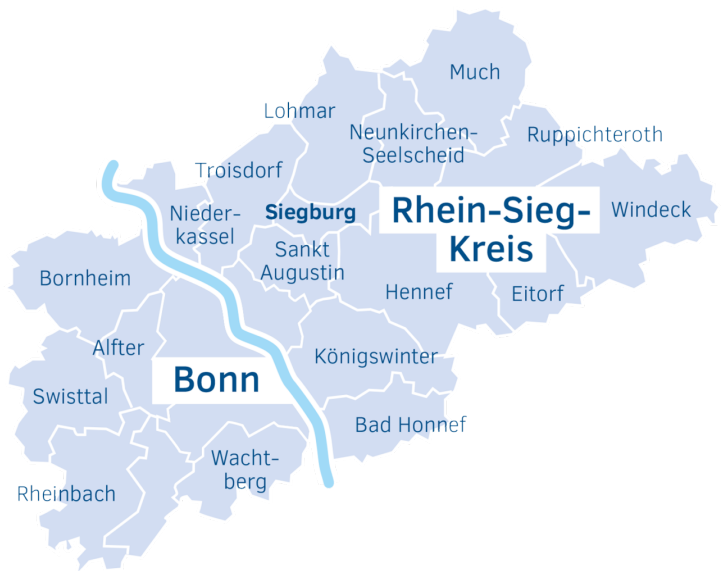 Much
Lohmar
Neunkirchen-
Seelscheid
Ruppichteroth
Troisdorf
Nieder-
kassel
Siegburg
Rhein-Sieg-
Kreis
Windeck
Sankt
Augustin
Bornheim
Hennef
Eitorf
Alfter
Königswinter
Bonn
Swisttal
Bad Honnef
Wacht-
berg
Rheinbach